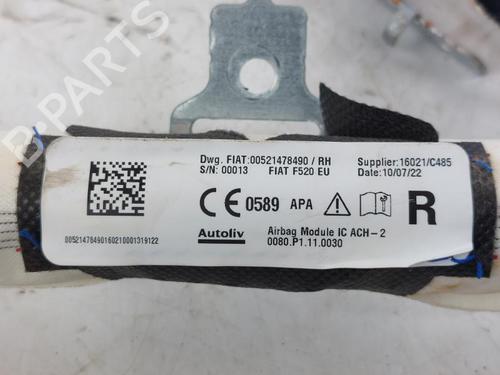 B-PARTS
Dwg. FIAT:00521478490 / RH
Supplier:16021/C485
S/N: 00013 FIAT F520 EU
Date:10/07/22
CE 0589 APA R
Autoliv
Airbag Module IC ACH-2
0080.P1.11.0030
00521478490160210001319122